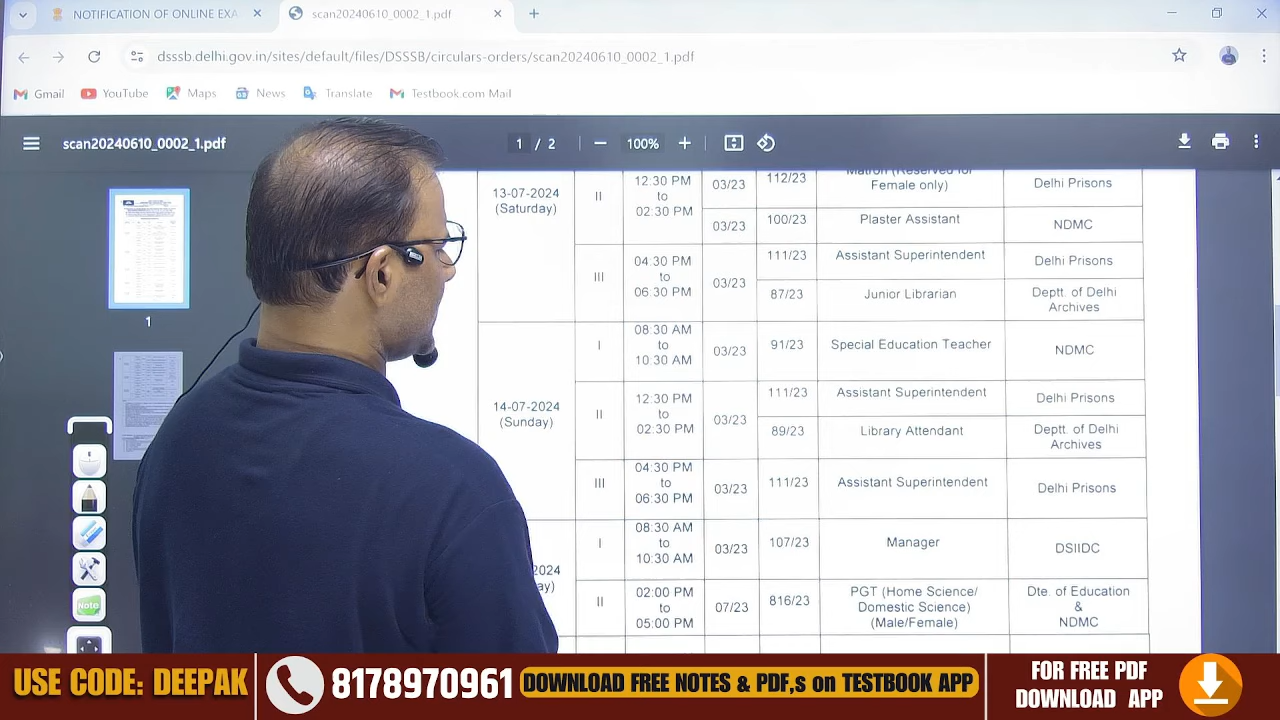 NOTIFICATION OF ONLINE EXA
scan20240610_0002_1.pdf
dsssb.delhi.gov.in/sites/default/files/DSSSB/circulars-orders/scan20240610_0002_1.pdf
Gmail YouTube Maps News Translate Testbook.com Mail
scan20240610_0002_1.pdf 1 / 2 100%
1
13-07-2024
(Saturday)
II
12.30 PM
to
02:30 PM
03/23
112/23
Matron (Reserved for
Female only)
Delhi Prisons
03/23
100/23
Plaster Assistant
NDMC
III
04.30 PM
to
06:30 PM
03/23
111/23
Assistant Superintendent
Delhi Prisons
87/23
Junior Librarian
Deptt. of Delhi
Archives
14-07-2024
(Sunday)
I
08:30 AM
to
10 30 AM
03/23
91/23
Special Education Teacher
NDMC
II
12:30 PM
to
02:30 PM
03/23
111/23
Assistant Superintendent
Delhi Prisons
89/23
Library Attendant
Deptt. of Delhi
Archives
III
04:30 PM
to
06:30 PM
03/23
111/23
Assistant Superintendent
Delhi Prisons
I
08:30 AM
to
10:30 AM
03/23
107/23
Manager
DSIIDC
II
02:00 PM
to
05:00 PM
07/23
816/23
PGT (Home Science/
Domestic Science)
(Male/Female)
Dte. of Education
&
NDMC
Note
USE CODE: DEEPAK
8178970961
DOWNLOAD FREE NOTES & PDF,s on TESTBOOK APP
FOR FREE PDF
DOWNLOAD APP